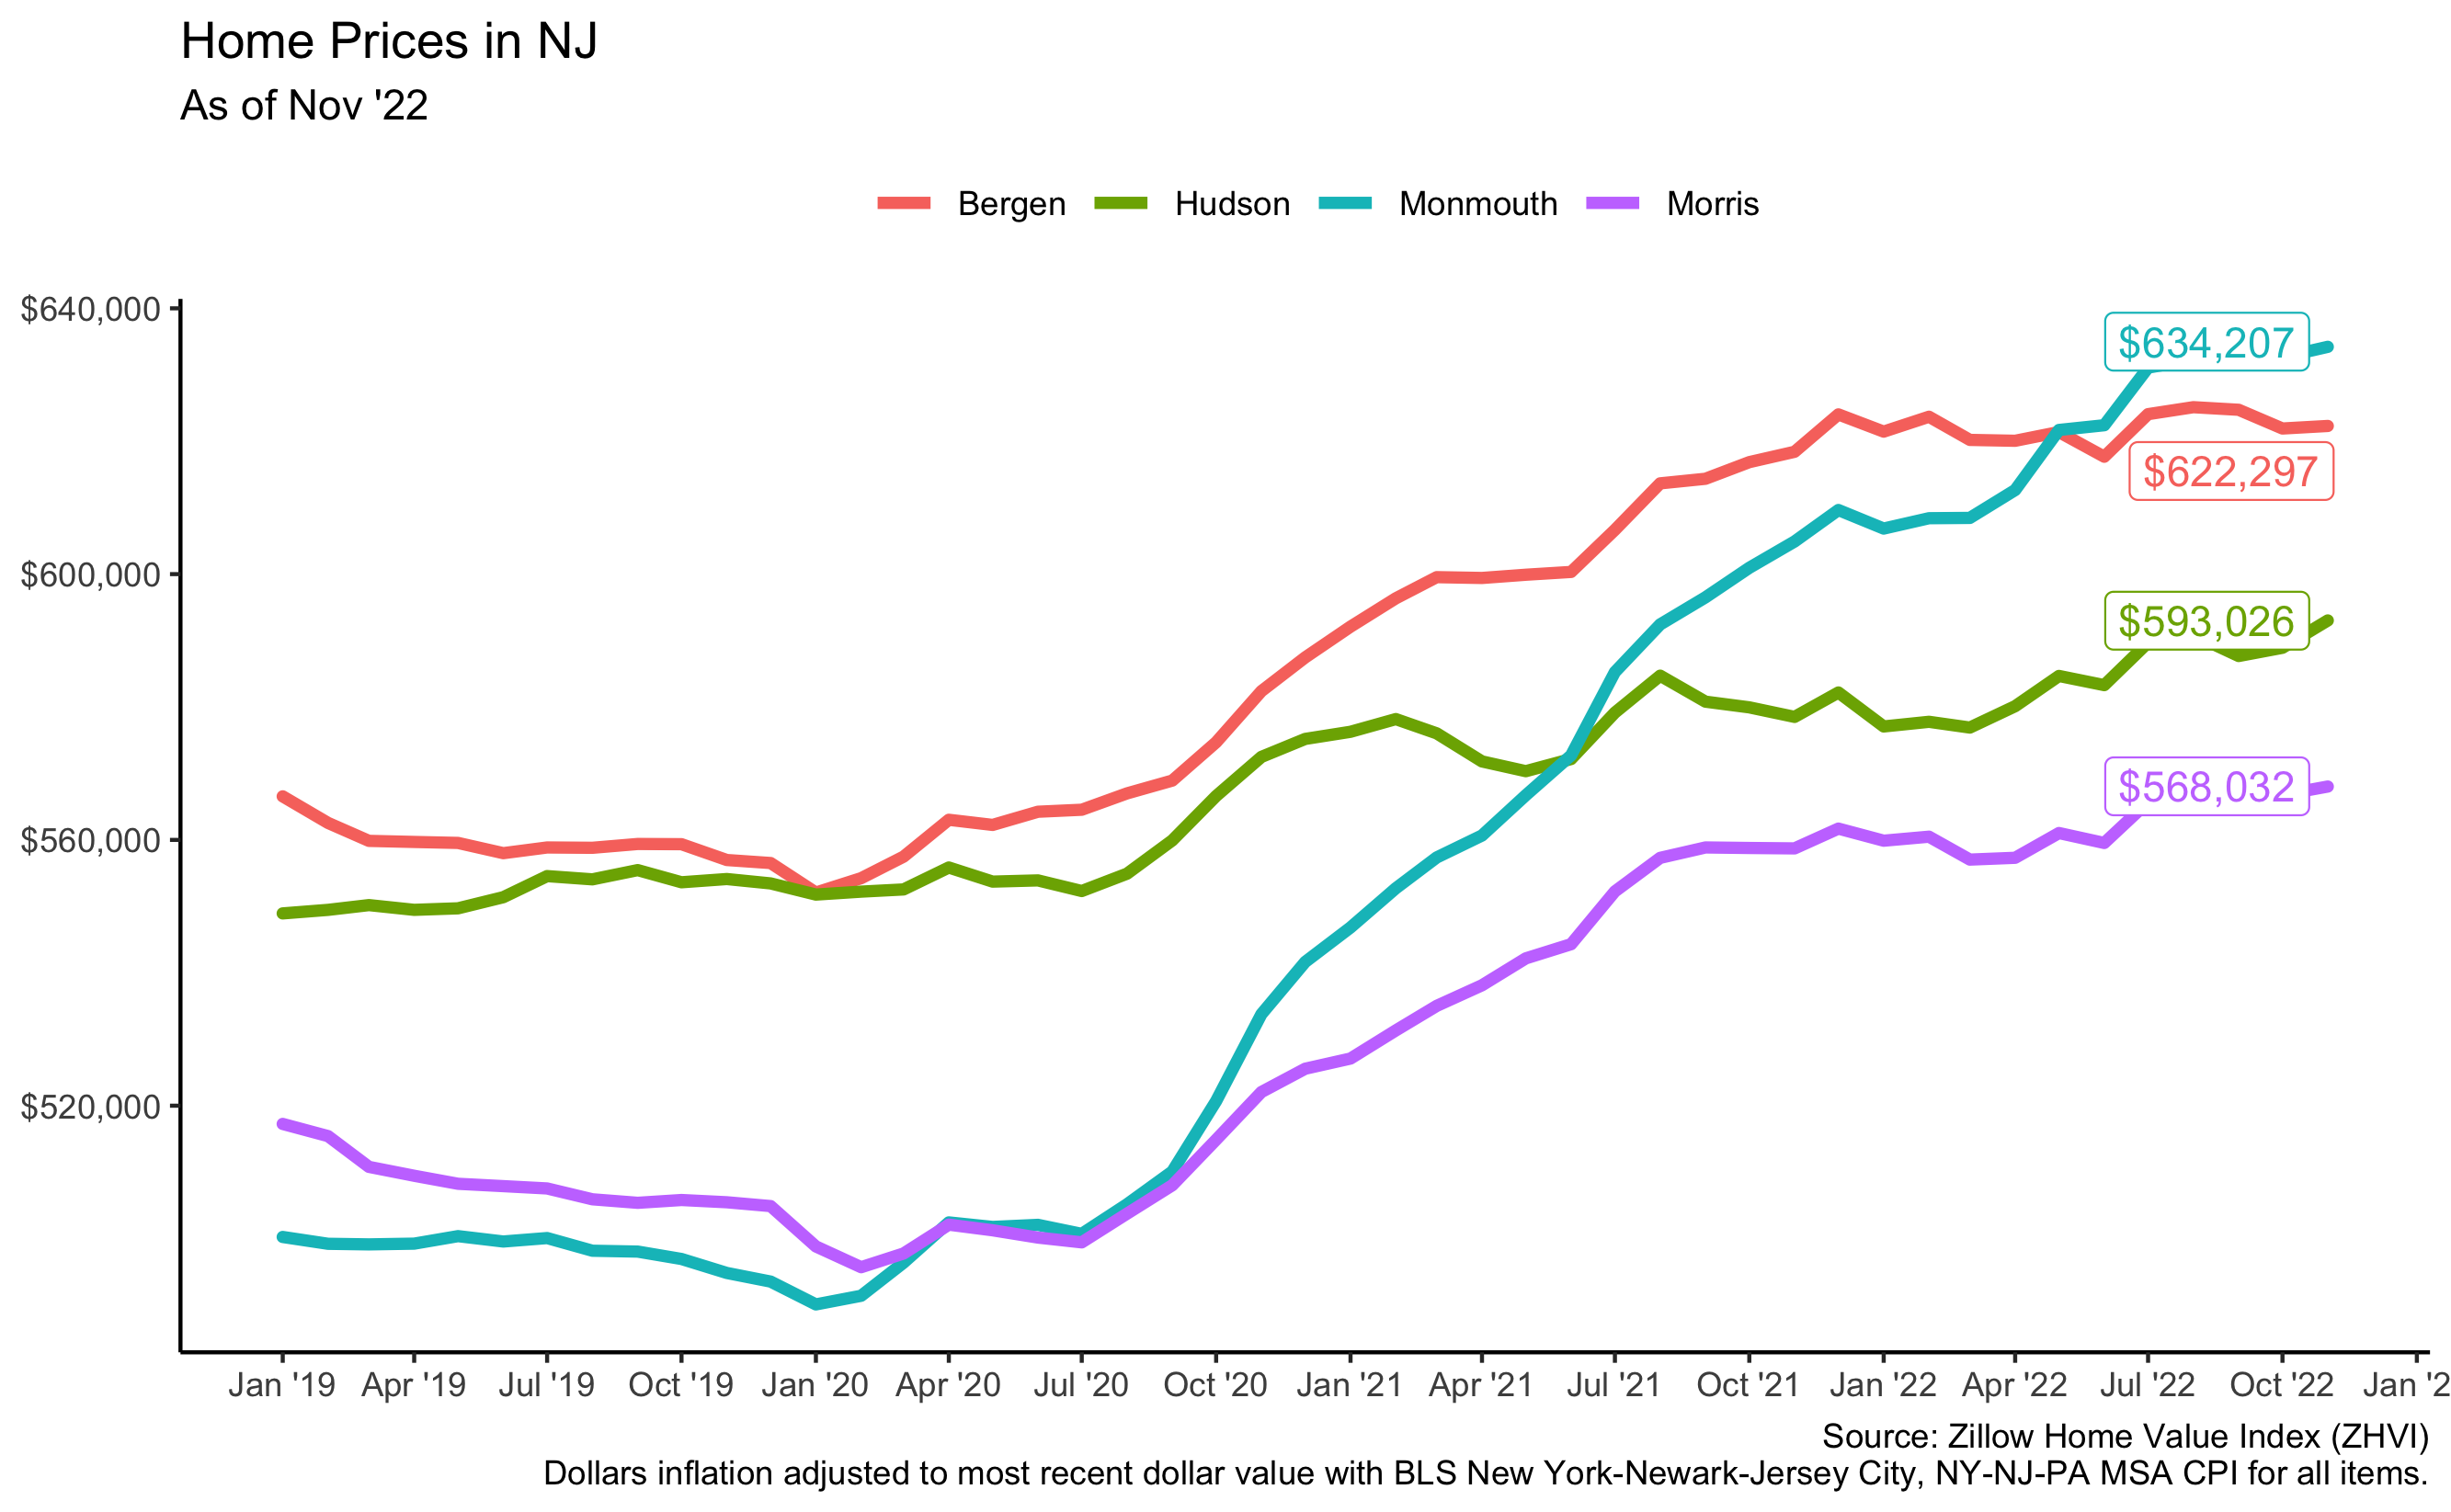 Home Prices in NJ
As of Nov '22
Bergen Hudson Monmouth Morris
$640,000
$600,000
$560,000
$520,000
$634,207
$622,297
$593,026
$568,032
Jan '19 Apr '19 Jul '19 Oct '19 Jan '20 Apr '20 Jul '20 Oct '20 Jan '21 Apr '21 Jul '21 Oct '21 Jan '22 Apr '22 Jul '22 Oct '22 Jan '2
Source: Zillow Home Value Index (ZHVI)
Dollars inflation adjusted to most recent dollar value with BLS New York-Newark-Jersey City, NY-NJ-PA MSA CPI for all items.